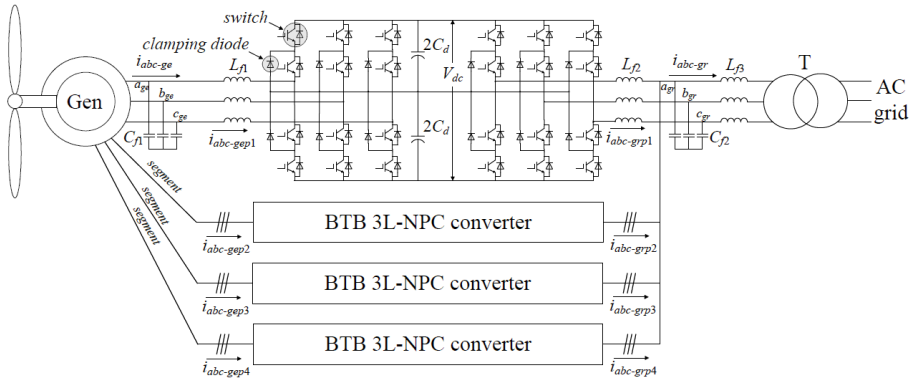 switch
clamping diode
i_abc-ge
L_f1
2C_d
V_dc
L_f2
i_abc-gr
L_f3
T
a_ge
b_ge
c_ge
a_gr
b_gr
c_gr
AC
grid
Gen
C_f1
i_abc-gep1
2C_d
i_abc-grp1
C_f2
segment
segment
segment
BTB 3L-NPC converter
i_abc-gep2
i_abc-grp2
BTB 3L-NPC converter
i_abc-gep3
i_abc-grp3
BTB 3L-NPC converter
i_abc-gep4
i_abc-grp4